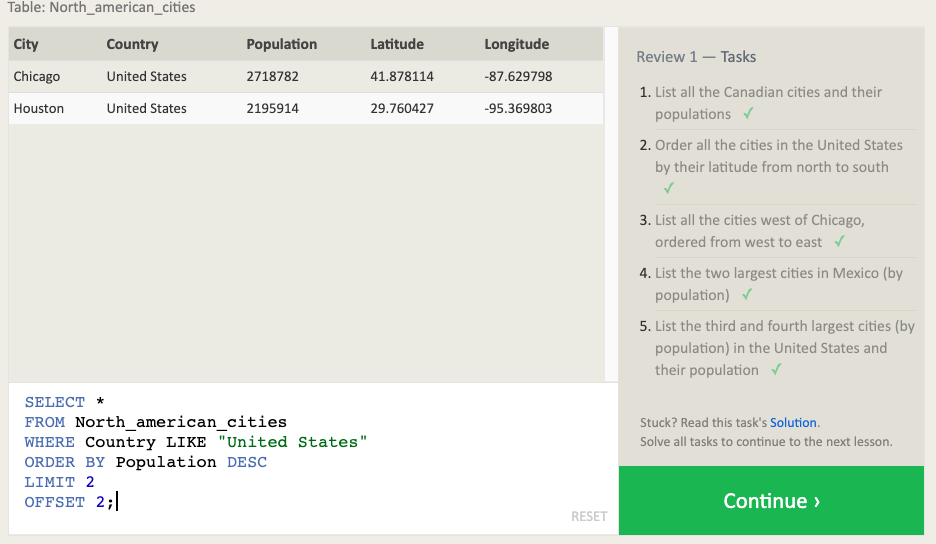 Table: North_american_cities
City Country Population Latitude Longitude
Chicago United States 2718782 41.878114 -87.629798
Houston United States 2195914 29.760427 -95.369803
SELECT *
FROM North_american_cities
WHERE Country LIKE "United States"
ORDER BY Population DESC
LIMIT 2
OFFSET 2;
RESET
Review 1 — Tasks
1. List all the Canadian cities and their
populations ✓
2. Order all the cities in the United States
by their latitude from north to south
✓
3. List all the cities west of Chicago,
ordered from west to east ✓
4. List the two largest cities in Mexico (by
population) ✓
5. List the third and fourth largest cities (by
population) in the United States and
their population ✓
Stuck? Read this task's Solution.
Solve all tasks to continue to the next lesson.
Continue ›